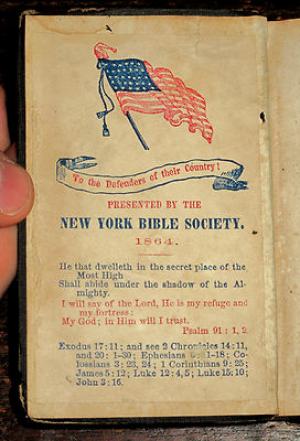 To the Defenders of their Country!
PRESENTED BY THE
NEW YORK BIBLE SOCIETY.
1864.
He that dwelleth in the secret place of the
Most High
Shall abide under the shadow of the Al-
mighty.
I will say of the Lord, He is my refuge and
my fortress:
My God; in Him will I trust.
Psalm 91: 1, 2.
Exodus 17: 11; and see 2 Chronicles 14: 11,
and 20: 1-30; Ephesians : 1-18; Co-
lossians 3: 23, 24; 1 Corinthians 9: 25;
James 5: 12; Luke 12: 4, 5; Luke 15: 10;
John 3: 16.